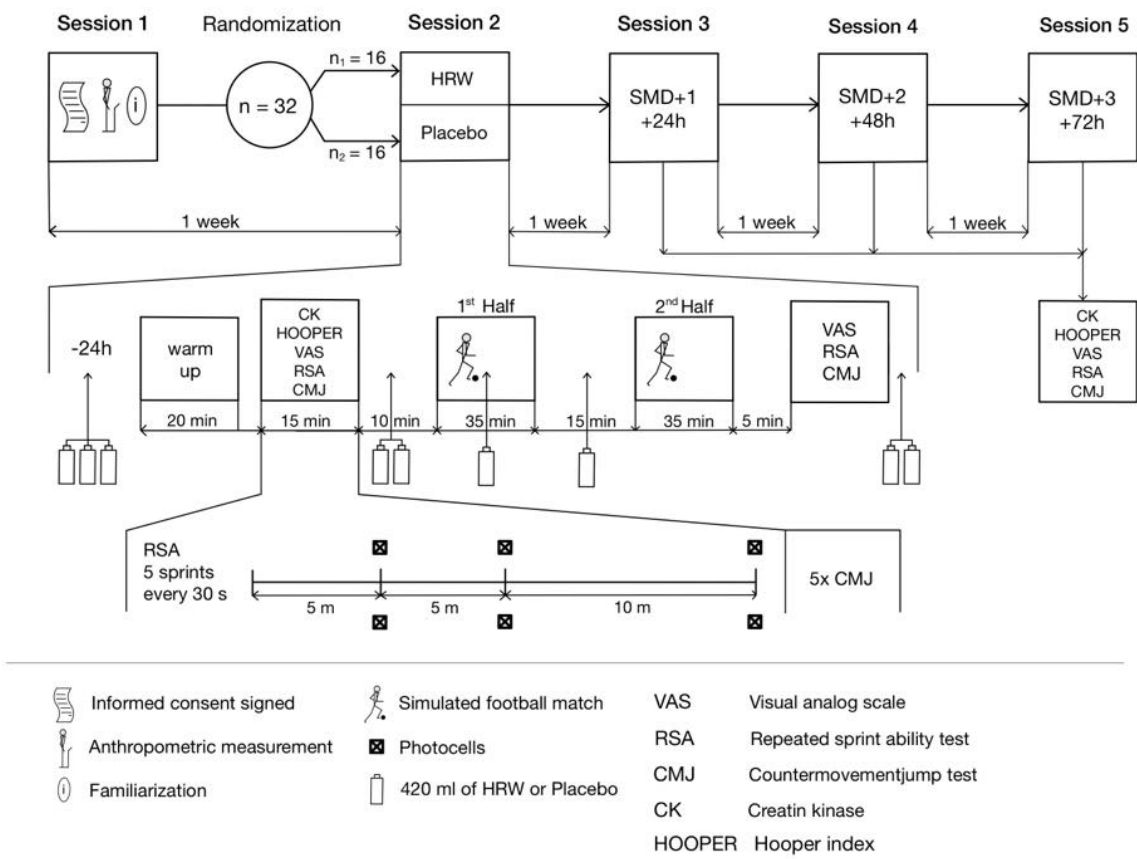 Session 1
Randomization
Session 2
Session 3
Session 4
Session 5
i
n = 32
n₁ = 16
n₂ = 16
HRW
Placebo
SMD+1
+24h
SMD+2
+48h
SMD+3
+72h
1 week
1 week
1 week
1 week
-24h
warm
up
CK
HOOPER
VAS
RSA
CMJ
1st Half
2nd Half
VAS
RSA
CMJ
CK
HOOPER
VAS
RSA
CMJ
20 min
15 min
10 min
35 min
15 min
35 min
5 min
RSA
5 sprints
every 30 s
5 m
5 m
10 m
5x CMJ
Informed consent signed
Anthropometric measurement
i Familiarization
Simulated football match
Photocells
420 ml of HRW or Placebo
VAS Visual analog scale
RSA Repeated sprint ability test
CMJ Countermovementjump test
CK Creatin kinase
HOOPER Hooper index